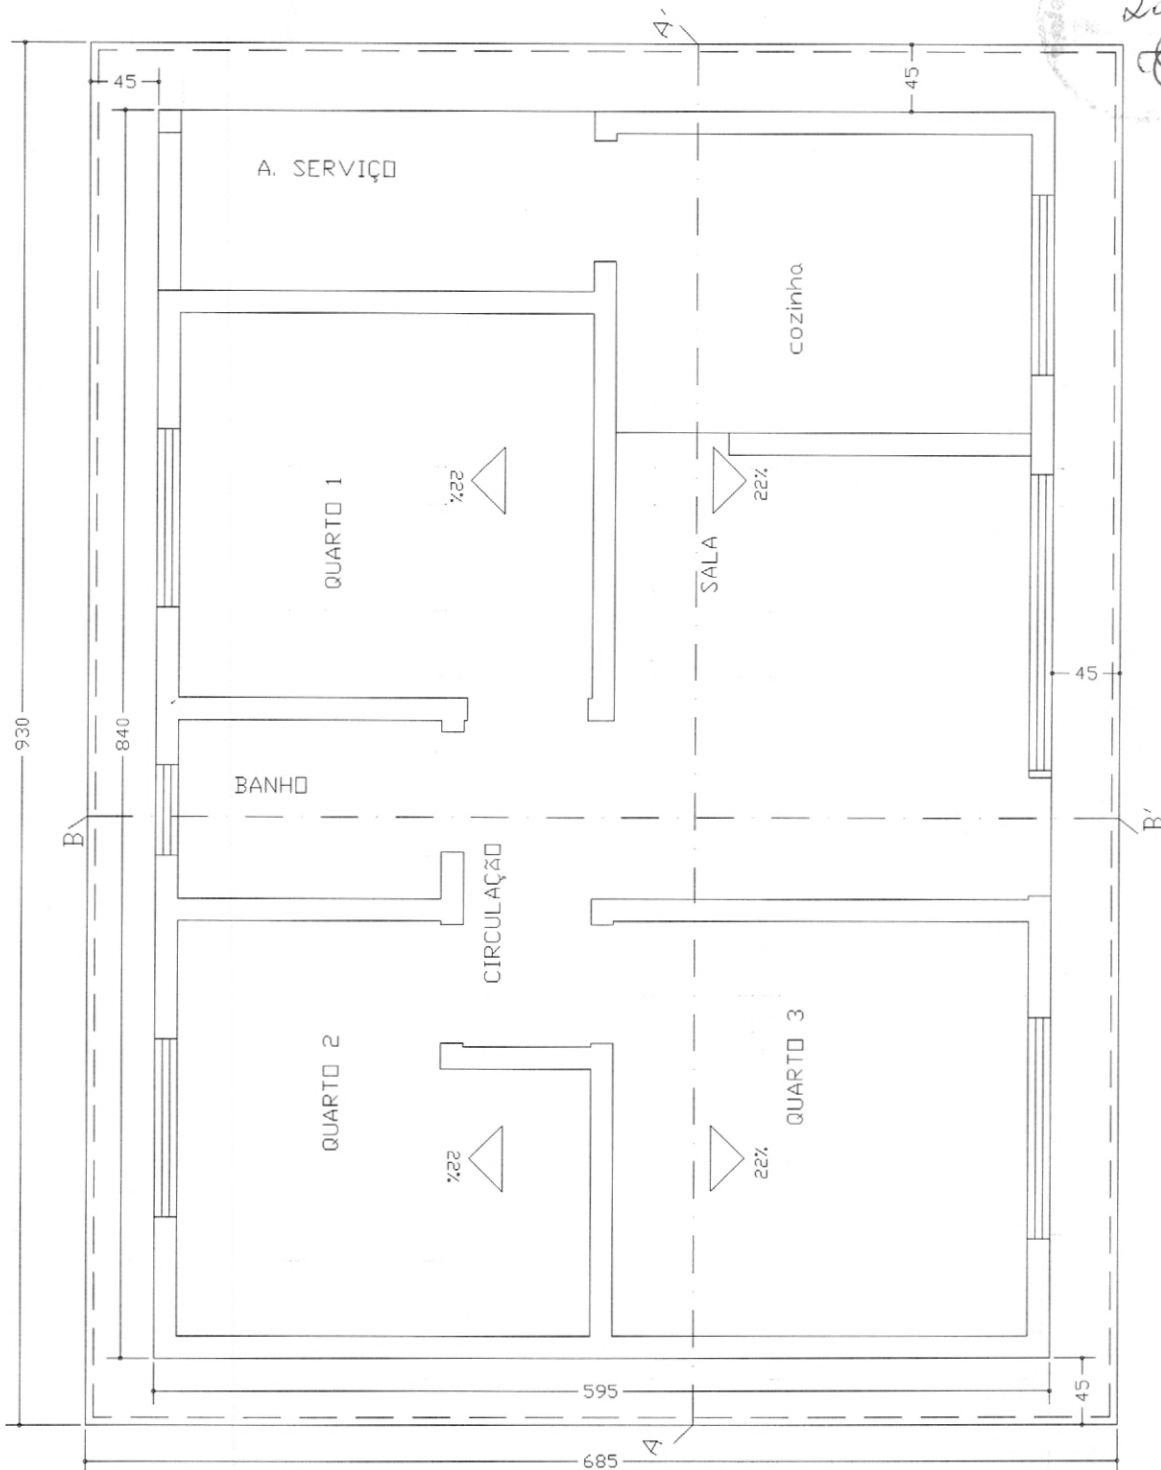 A'
45
45
A. SERVIÇO
cozinha
22%
22%
QUARTO 1
SALA
45
930
840
BANHO
B
B'
CIRCULAÇÃO
QUARTO 2
QUARTO 3
22%
22%
595
45
A
685